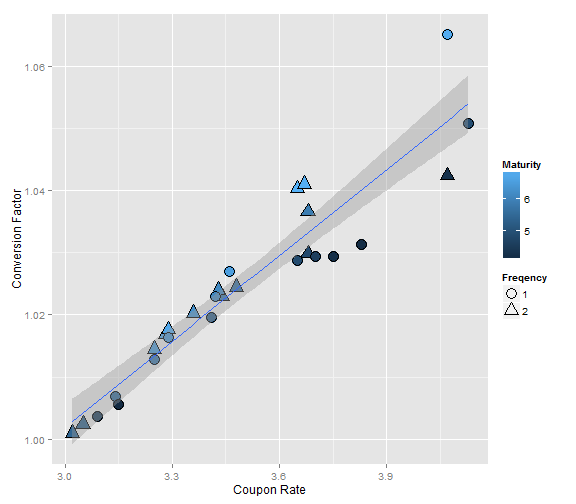 1.06
1.04
1.02
1.00
Conversion Factor
3.0 3.3 3.6 3.9
Coupon Rate
Maturity
6
5
Freqency
1
2